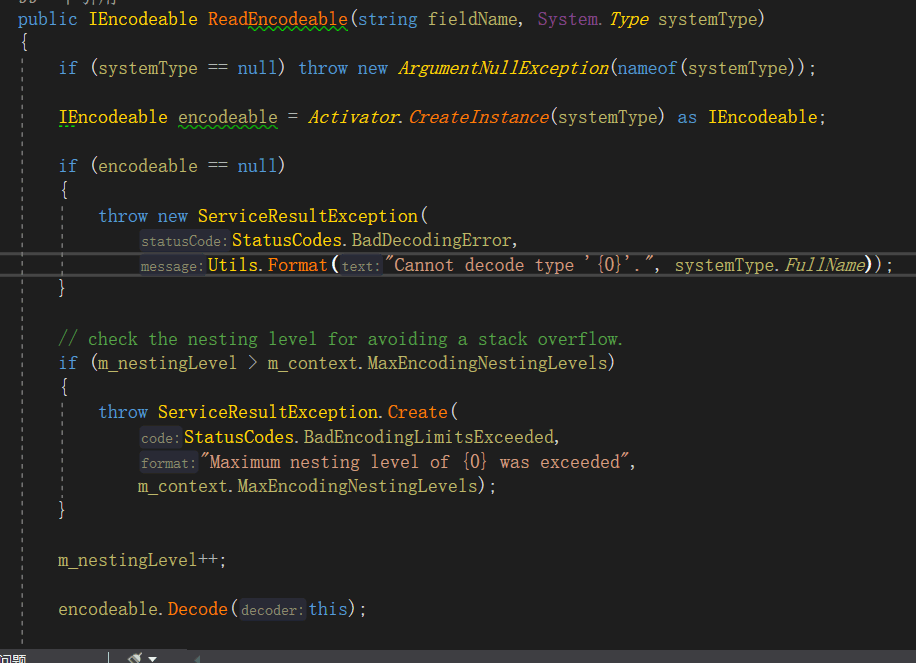 public IEncodeable ReadEncodeable(string fieldName, System.Type systemType)
{
if (systemType == null) throw new ArgumentNullException(nameof(systemType));
IEncodeable encodeable = Activator.CreateInstance(systemType) as IEncodeable;
if (encodeable == null)
{
throw new ServiceResultException(
statusCode: StatusCodes.BadDecodingError,
message: Utils.Format(text: "Cannot decode type '{0}'.", systemType.FullName));
}
// check the nesting level for avoiding a stack overflow.
if (m_nestingLevel > m_context.MaxEncodingNestingLevels)
{
throw ServiceResultException.Create(
code: StatusCodes.BadEncodingLimitsExceeded,
format: "Maximum nesting level of {0} was exceeded",
m_context.MaxEncodingNestingLevels);
}
m_nestingLevel++;
encodeable.Decode(decoder: this);
问题